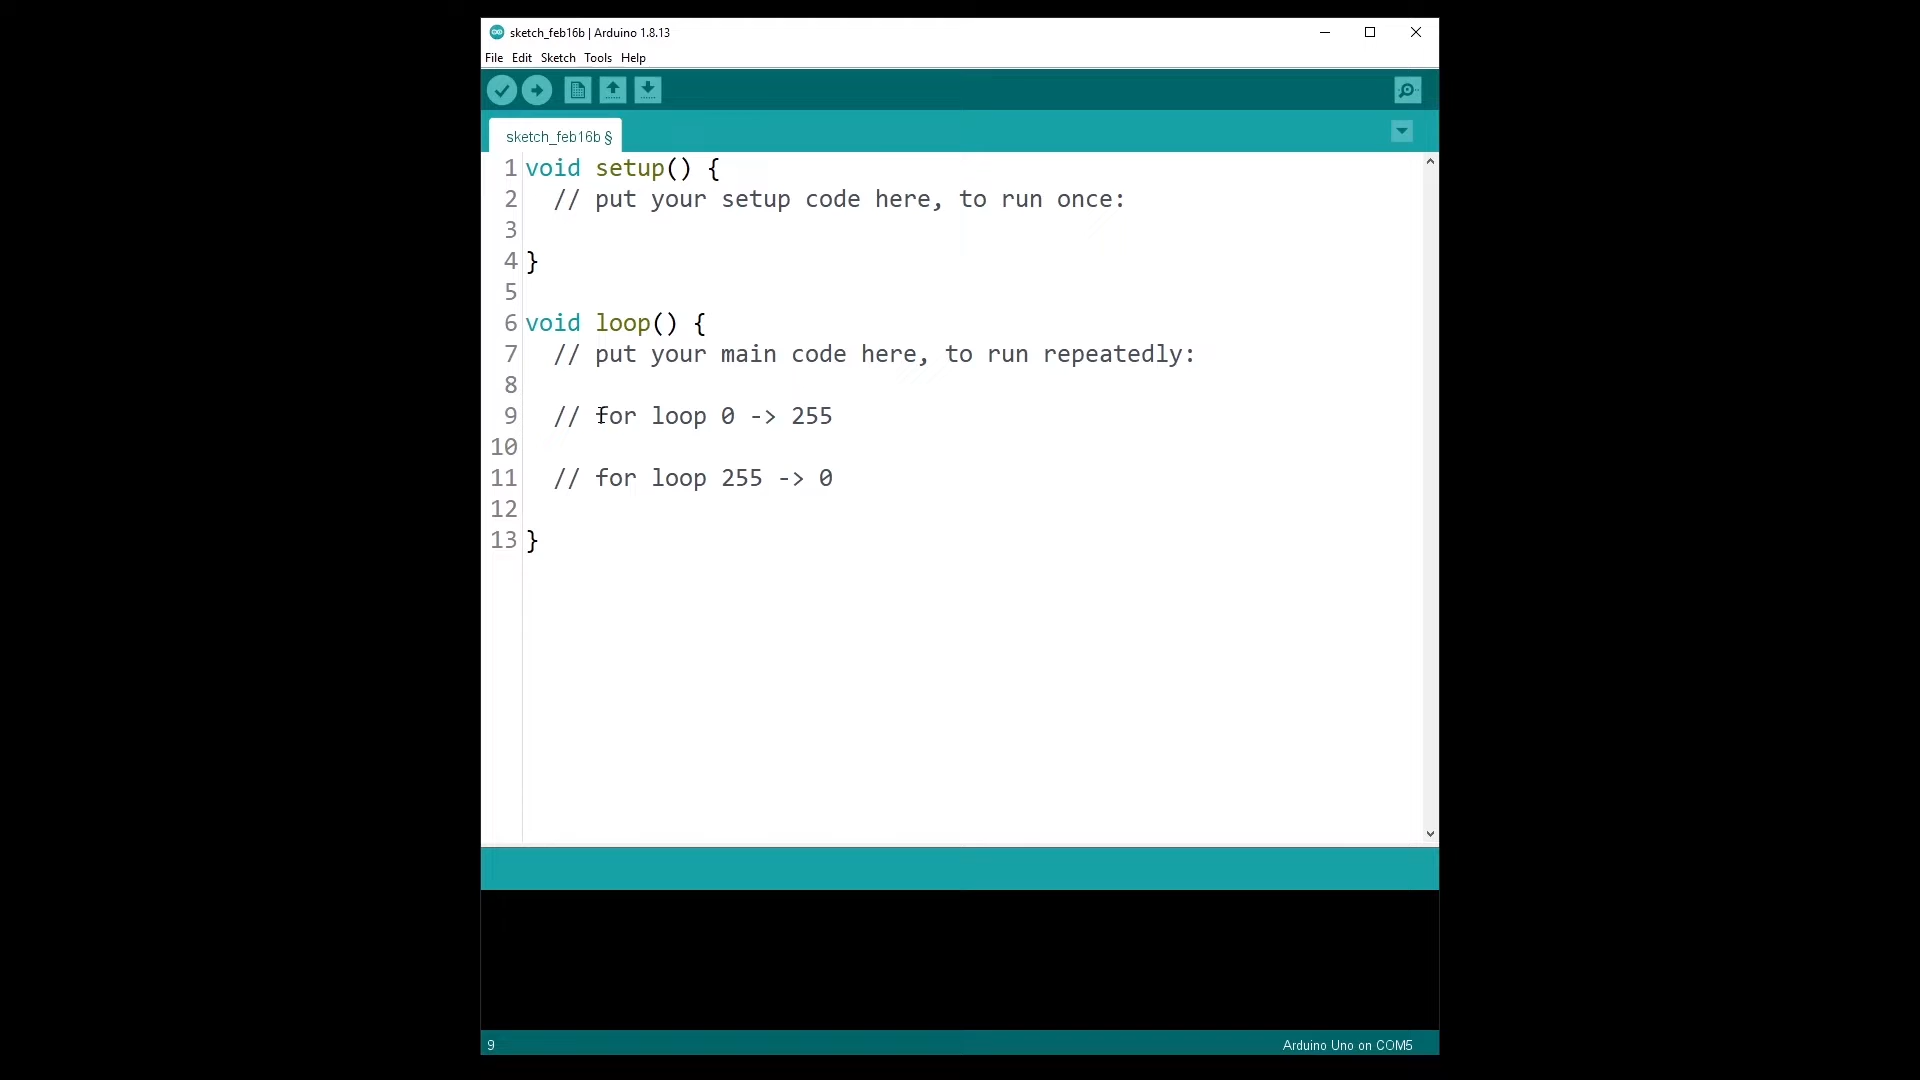 sketch_feb16b | Arduino 1.8.13
File Edit Sketch Tools Help
sketch_feb16b §
1 void setup() {
2   // put your setup code here, to run once:
3
4 }
5
6 void loop() {
7   // put your main code here, to run repeatedly:
8
9   // for loop 0 -> 255
10
11   // for loop 255 -> 0
12
13 }
9 Arduino Uno on COM5